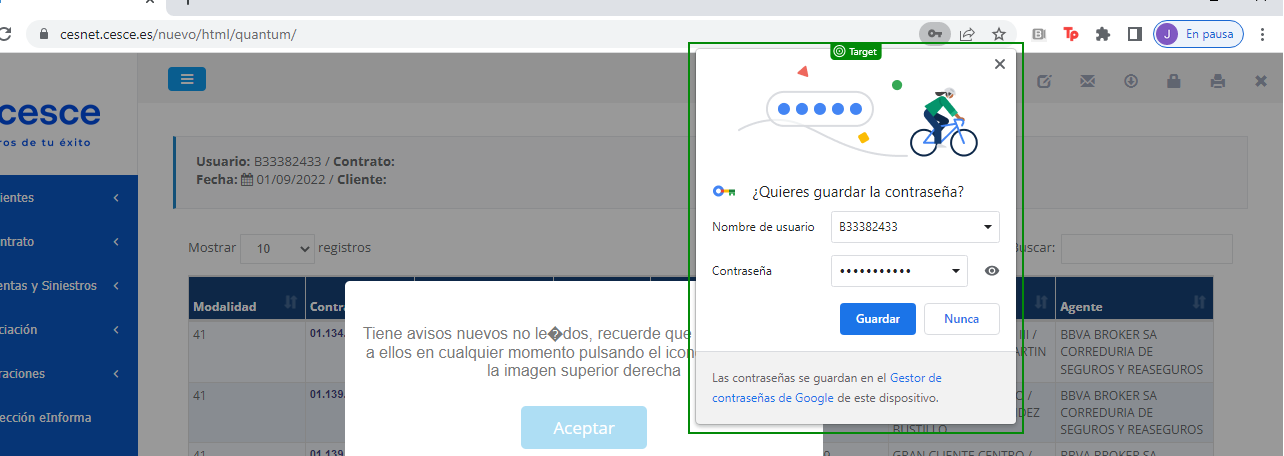 cesnet.cesce.es/nuevo/html/quantum/
En pausa
J
Target
cesce
ros de tu éxito
Usuario: B33382433 / Contrato:
Fecha: 01/09/2022 / Cliente:
ientes
ntrato
entas y Siniestros
ciación
raciones
ección eInforma
Mostrar 10 registros
Buscar:
Modalidad
Contra
Agente
41
01.134.
III /
ARTIN
BBVA BROKER SA
CORREDURIA DE
SEGUROS Y REASEGUROS
41
01.139.
O /
DEZ
BUSTILLO
BBVA BROKER SA
CORREDURIA DE
SEGUROS Y REASEGUROS
41
01.139
GRAN CLIENTE CENTRO /
BBVA BROKER SA
Tiene avisos nuevos no le�dos, recuerde que
a ellos en cualquier momento pulsando el icon
la imagen superior derecha
Aceptar
¿Quieres guardar la contraseña?
Nombre de usuario
B33382433
Contraseña
•••••••••••
Guardar
Nunca
Las contraseñas se guardan en el Gestor de
contraseñas de Google de este dispositivo.